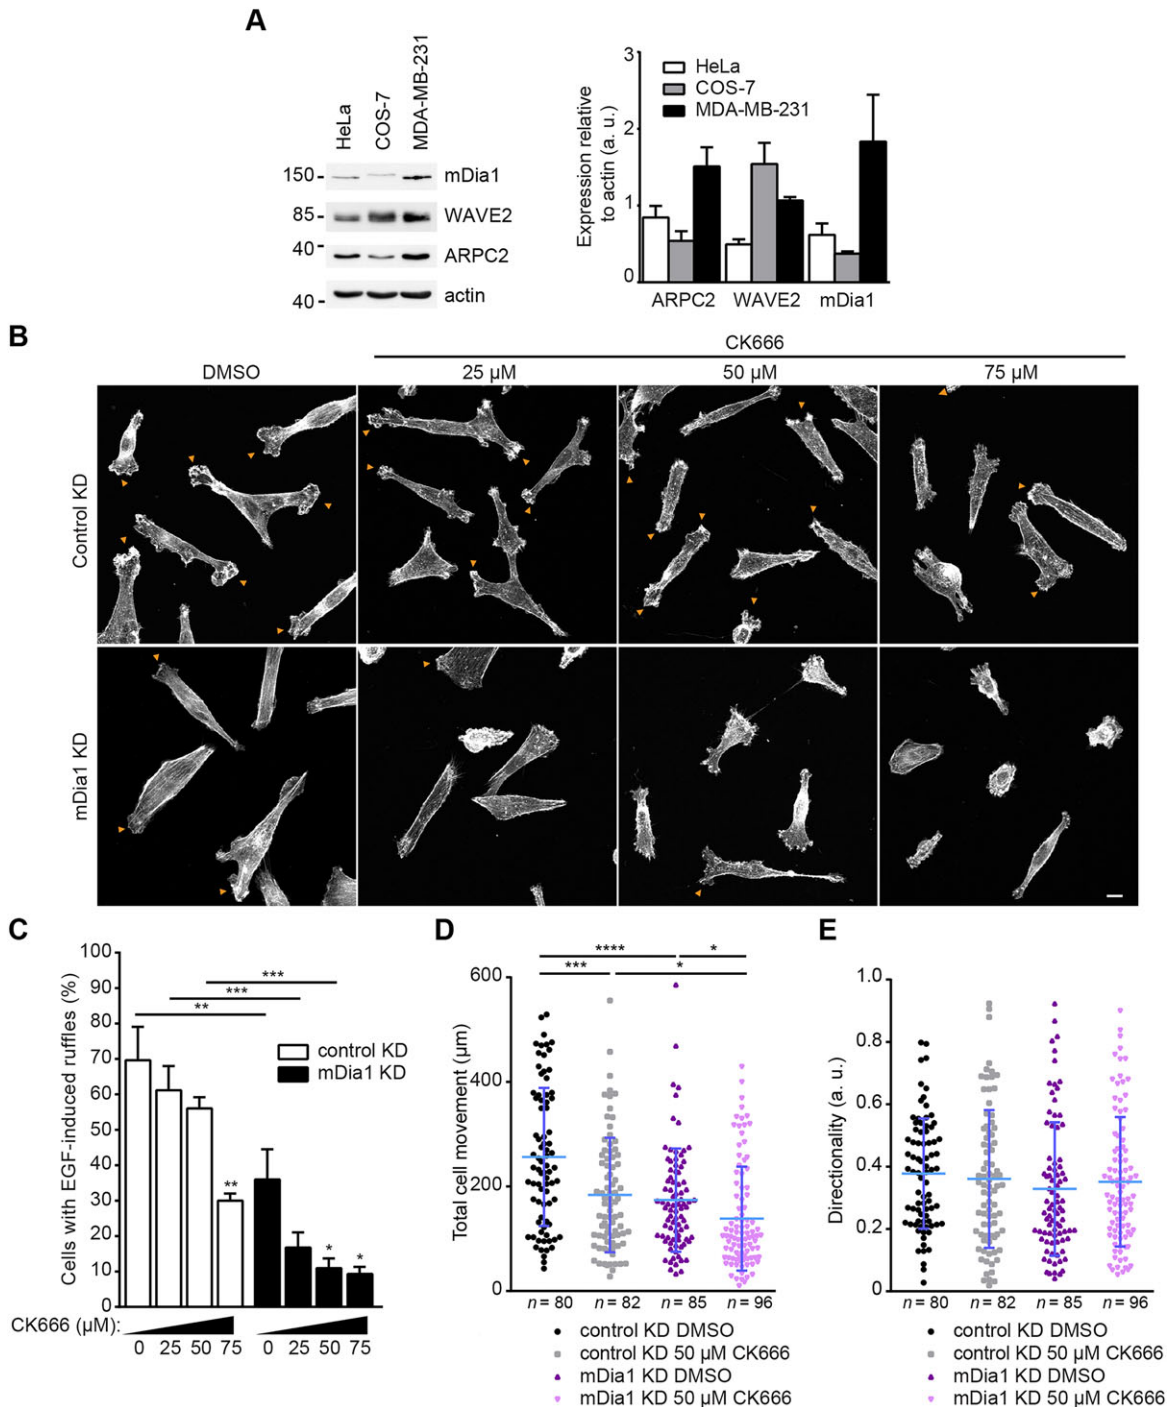 A
HeLa
COS-7
MDA-MB-231
150
mDia1
85
WAVE2
40
ARPC2
40
actin
Expression relative
to actin (a. u.)
3
2
1
0
HeLa
COS-7
MDA-MB-231
ARPC2 WAVE2 mDia1
B
CK666
DMSO 25 µM 50 µM 75 µM
Control KD
mDia1 KD
C
Cells with EGF-induced ruffles (%)
100
90
80
70
60
50
40
30
20
10
0
***
***
**
control KD
mDia1 KD
**
*
*
CK666 (µM):
0 25 50 75 0 25 50 75
D
Total cell movement (µm)
**** *
*** *
600
400
200
0
n = 80 n = 82 n = 85 n = 96
control KD DMSO
control KD 50 µM CK666
mDia1 KD DMSO
mDia1 KD 50 µM CK666
E
Directionality (a. u.)
1.0
0.8
0.6
0.4
0.2
0
n = 80 n = 82 n = 85 n = 96
control KD DMSO
control KD 50 µM CK666
mDia1 KD DMSO
mDia1 KD 50 µM CK666